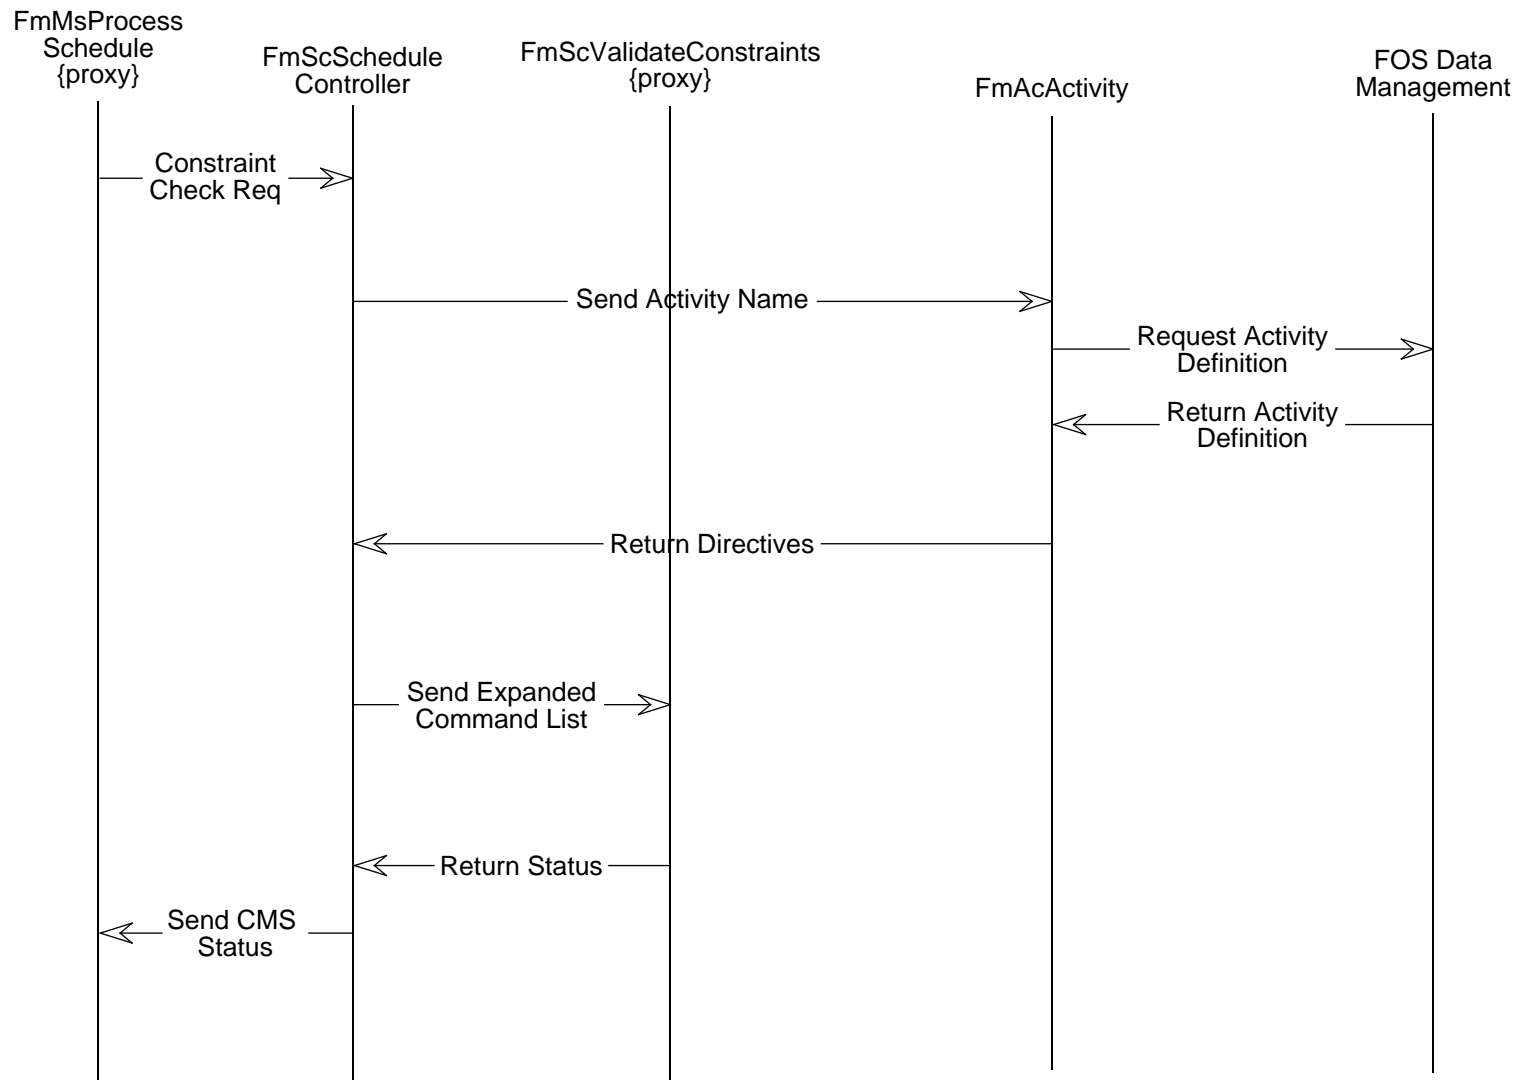 FmMsProcess
Schedule
{proxy}
FmScSchedule
Controller
FmScValidateConstraints
{proxy}
FmAcActivity
FOS Data
Management
Constraint
Check Req
Send Activity Name
Request Activity
Definition
Return Activity
Definition
Return Directives
Send Expanded
Command List
Return Status
Send CMS
Status